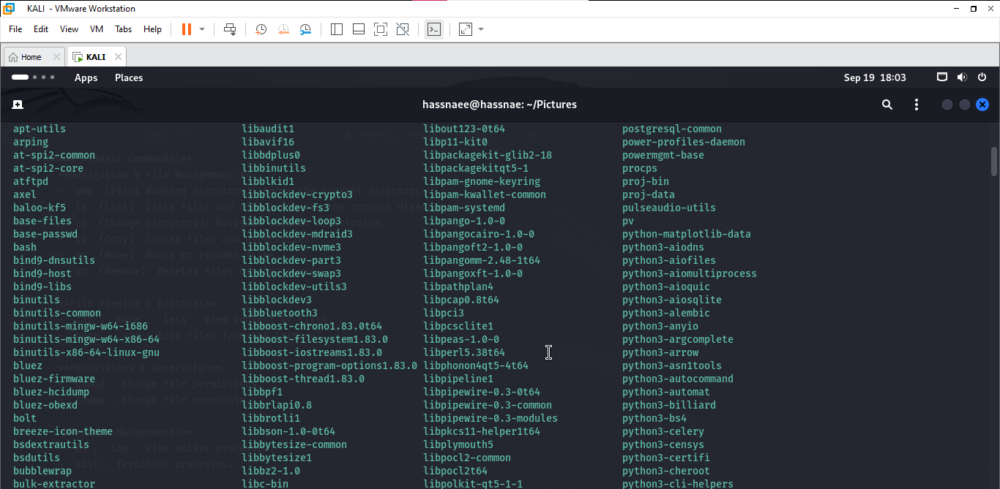 KALI - VMware Workstation
File Edit View VM Tabs Help
Home KALI
Apps Places Sep 19 18:03
hassnaee@hassnae: ~/Pictures
apt-utils libaudit1 libout123-0t64 postgresql-common
arping libavif16 libp11-kit0 power-profiles-daemon
at-spi2-common libbdplus0 libpackagekit-glib2-18 powermgmt-base
at-spi2-core libbinutils libpackagekitqt5-1 procps
atftpd libblkid1 libpam-gnome-keyring proj-bin
axel libblockdev-crypto3 libpam-kwallet-common proj-data
baloo-kf5 libblockdev-fs3 libpam-systemd pulseaudio-utils
base-files libblockdev-loop3 libpango-1.0-0 pv
base-passwd libblockdev-mdraid3 libpangocairo-1.0-0 python-matplotlib-data
bash libblockdev-nvme3 libpangoft2-1.0-0 python3-aiodns
bind9-dnsutils libblockdev-part3 libpangomm-2.48-1t64 python3-aiofiles
bind9-host libblockdev-swap3 libpangoxft-1.0-0 python3-aiomultiprocess
bind9-libs libblockdev-utils3 libpathplan4 python3-aioquic
binutils libblockdev3 libpcap0.8t64 python3-aiosqlite
binutils-common libbluetooth3 libpci3 python3-alembic
binutils-mingw-w64-i686 libboost-chrono1.83.0t64 libpcsclite1 python3-anyio
binutils-mingw-w64-x86-64 libboost-filesystem1.83.0 libpeas-1.0-0 python3-argcomplete
binutils-x86-64-linux-gnu libboost-iostreams1.83.0 libperl5.38t64 python3-arrow
bluez libboost-program-options1.83.0 libphonon4qt5-4t64 python3-asn1tools
bluez-firmware libboost-thread1.83.0 libpipeline1 python3-autocommand
bluez-hcidump libbpf1 libpipewire-0.3-0t64 python3-automat
bluez-obexd libbrlapi0.8 libpipewire-0.3-common python3-billiard
bolt libbrotli1 libpipewire-0.3-modules python3-bs4
breeze-icon-theme libbson-1.0-0t64 libpkcs11-helper1t64 python3-celery
bsdextrautils libbytesize-common libplymouth5 python3-censys
bsdutils libbytesize1 libpocl2-common python3-certifi
bubblewrap libbz2-1.0 libpocl2t64 python3-cheroot
bulk-extractor libc-bin libpolkit-qt5-1-1 python3-cli-helpers